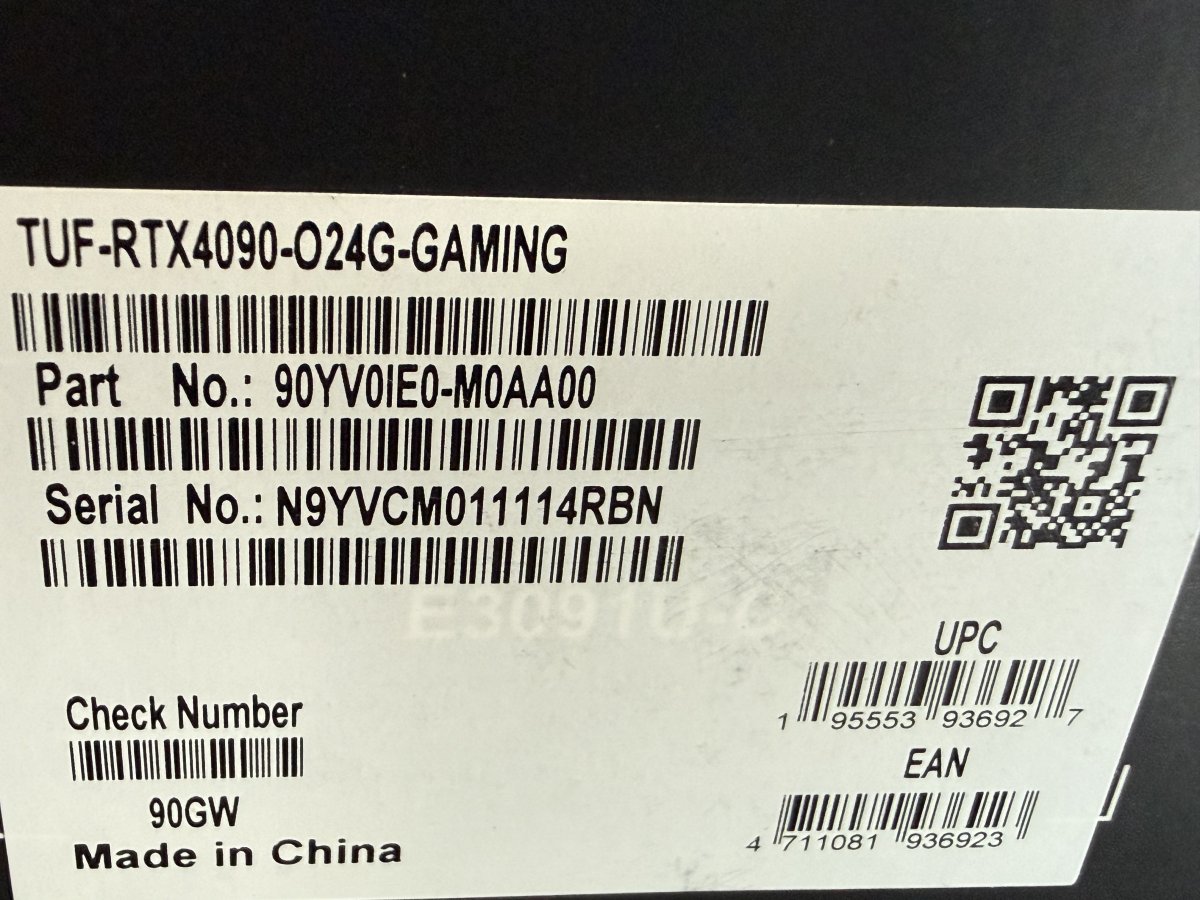 TUF-RTX4090-O24G-GAMING
Part No.: 90YV0IE0-M0AA00
Serial No.: N9YVCM011114RBN
E3091U-C
UPC
1 95553 93692 7
EAN
4 711081 936923
Check Number
90GW
Made in China